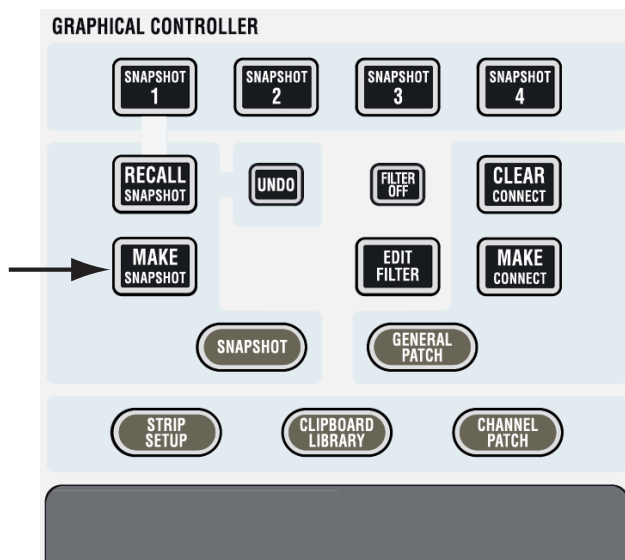 GRAPHICAL CONTROLLER
SNAPSHOT
1
SNAPSHOT
2
SNAPSHOT
3
SNAPSHOT
4
RECALL
SNAPSHOT
UNDO
FILTER
OFF
CLEAR
CONNECT
MAKE
SNAPSHOT
EDIT
FILTER
MAKE
CONNECT
SNAPSHOT
GENERAL
PATCH
STRIP
SETUP
CLIPBOARD
LIBRARY
CHANNEL
PATCH